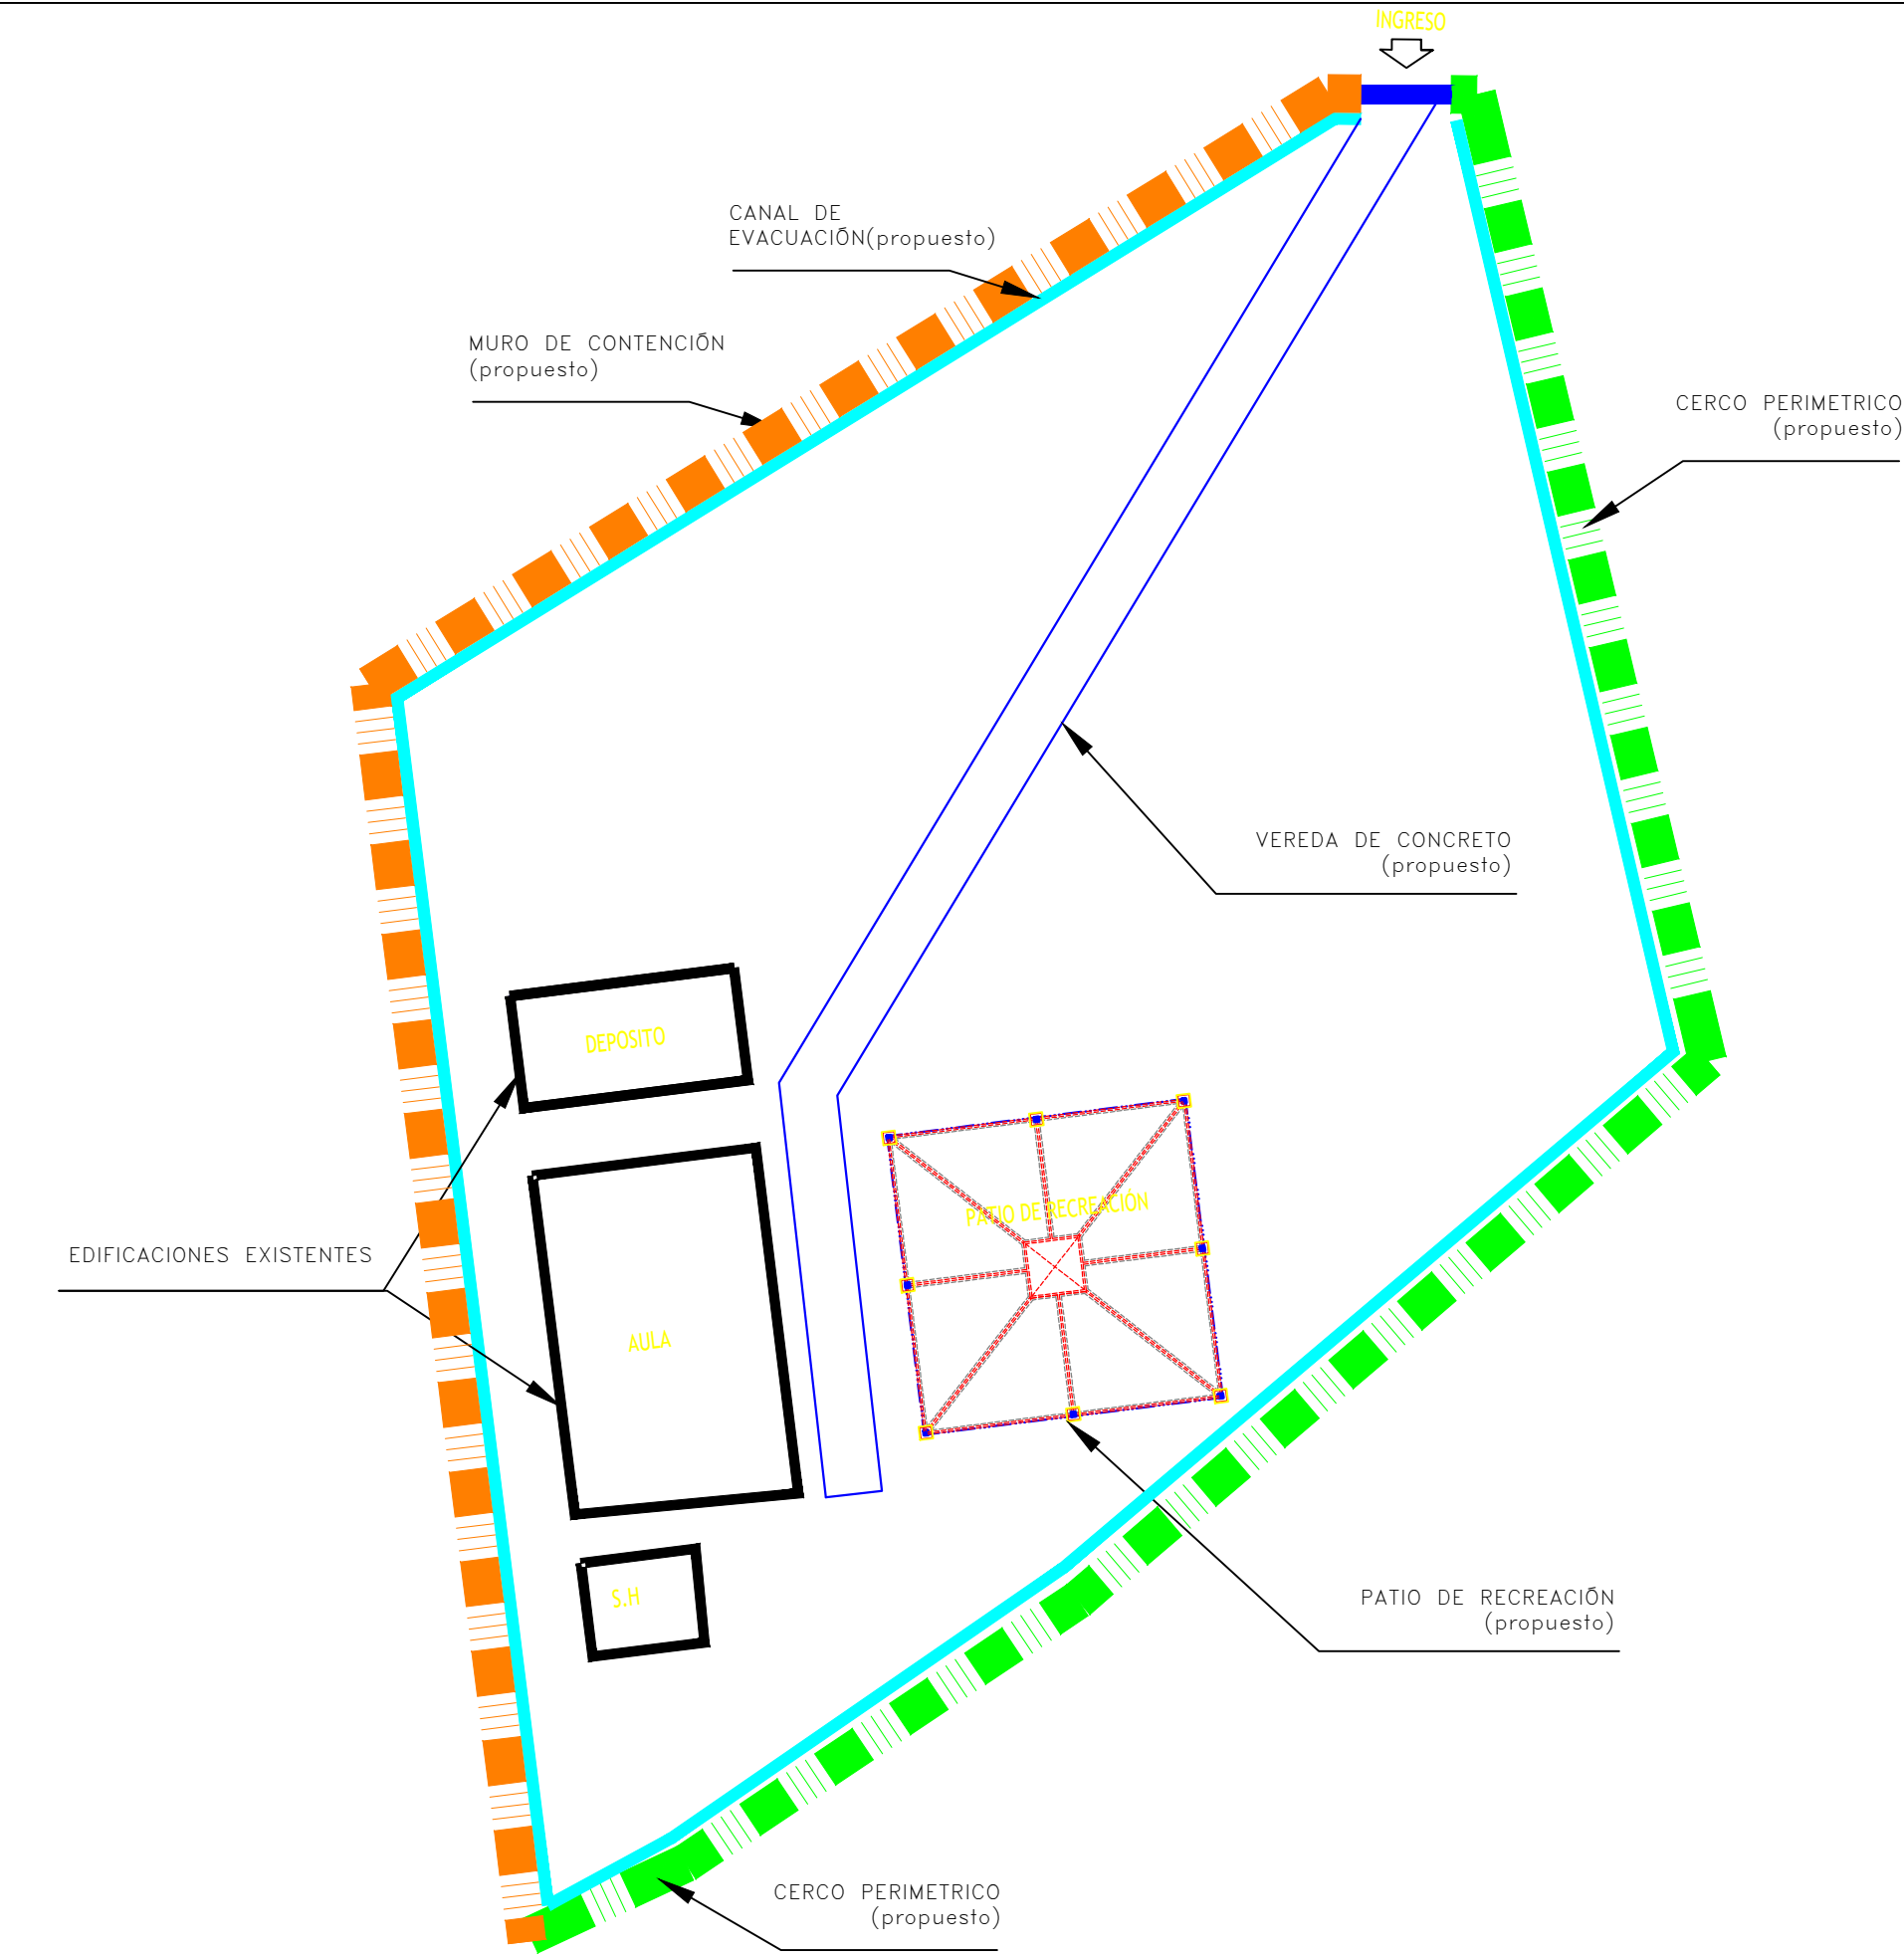 INGRESO
CANAL DE
EVACUACIÓN(propuesto)
MURO DE CONTENCIÓN
(propuesto)
CERCO PERIMETRICO
(propuesto)
VEREDA DE CONCRETO
(propuesto)
DEPOSITO
PATIO DE RECREACIÓN
EDIFICACIONES EXISTENTES
AULA
S.H
PATIO DE RECREACIÓN
(propuesto)
CERCO PERIMETRICO
(propuesto)